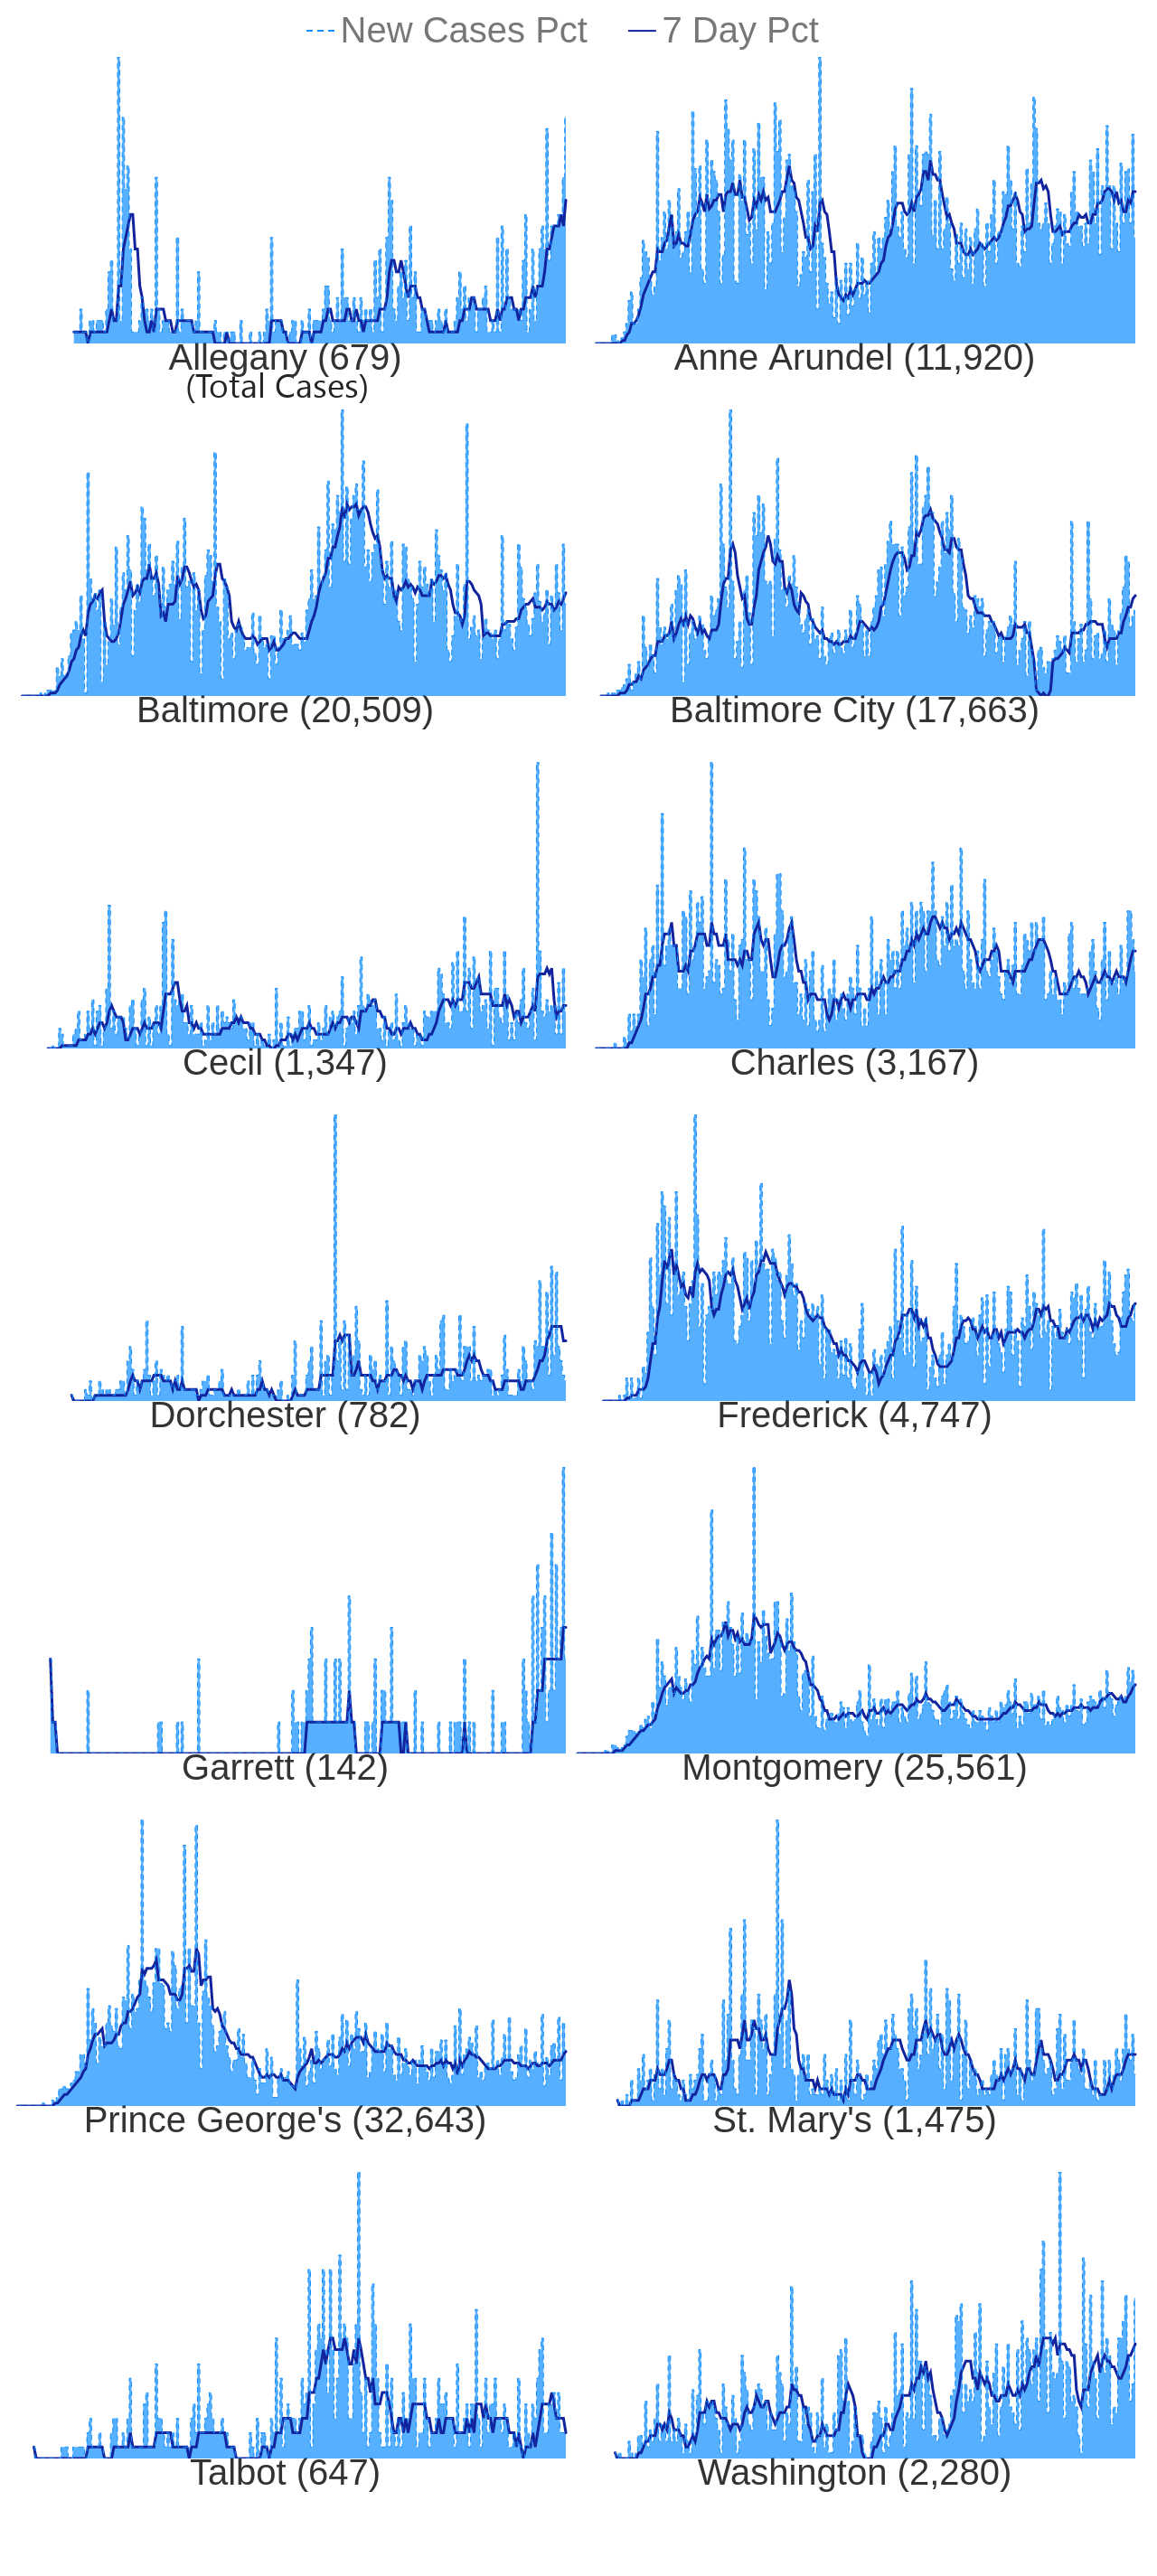 New Cases Pct 7 Day Pct
Allegany (679) Anne Arundel (11,920)
(Total Cases)
Baltimore (20,509) Baltimore City (17,663)
Cecil (1,347) Charles (3,167)
Dorchester (782) Frederick (4,747)
Garrett (142) Montgomery (25,561)
Prince George's (32,643) St. Mary's (1,475)
Talbot (647) Washington (2,280)